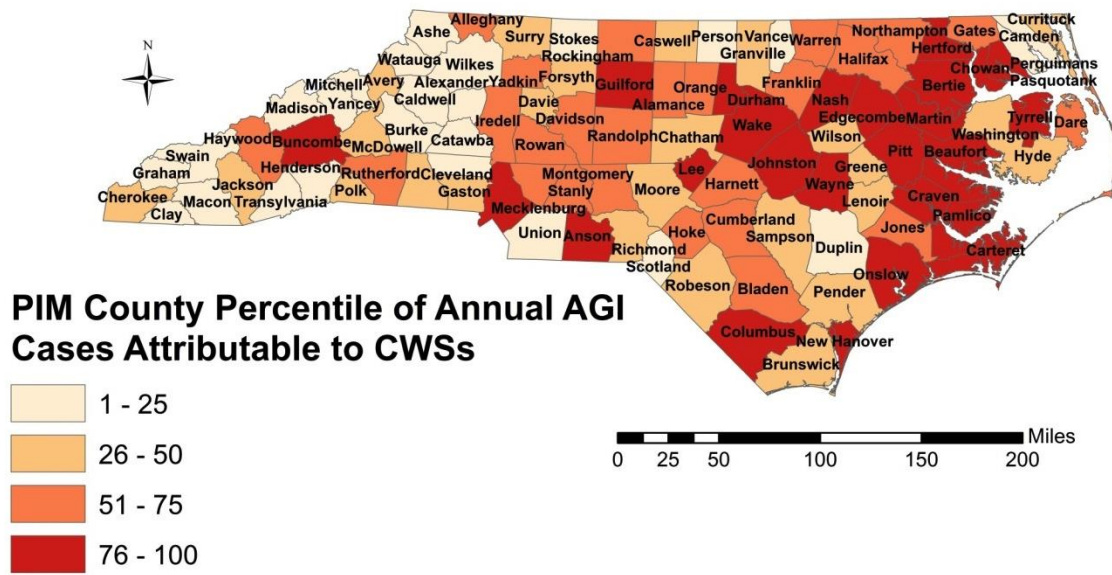 Alleghany
Ashe
Surry
Stokes
Rockingham
Caswell
Person
Vance
Granville
Warren
Northampton
Gates
Hertford
Currituck
Camden
Perquimans
Pasquotank
Chowan
N
Watauga
Wilkes
Mitchell
Avery
Alexander
Yadkin
Forsyth
Guilford
Orange
Alamance
Durham
Franklin
Halifax
Nash
Bertie
Madison
Yancey
Caldwell
Iredell
Davie
Davidson
Edgecombe
Martin
Tyrrell
Washington
Dare
Haywood
Buncombe
McDowell
Burke
Catawba
Rowan
Randolph
Chatham
Wake
Wilson
Pitt
Beaufort
Hyde
Swain
Graham
Henderson
Rutherford
Cleveland
Gaston
Polk
Montgomery
Stanly
Moore
Lee
Harnett
Johnston
Wayne
Greene
Lenoir
Craven
Pamlico
Cherokee
Clay
Macon
Jackson
Transylvania
Mecklenburg
Union
Anson
Richmond
Scotland
Hoke
Cumberland
Sampson
Duplin
Jones
Carteret
Onslow
Robeson
Bladen
Pender
Columbus
New Hanover
Brunswick
PIM County Percentile of Annual AGI
Cases Attributable to CWSs
1 - 25
26 - 50
51 - 75
76 - 100
Miles
0 25 50 100 150 200